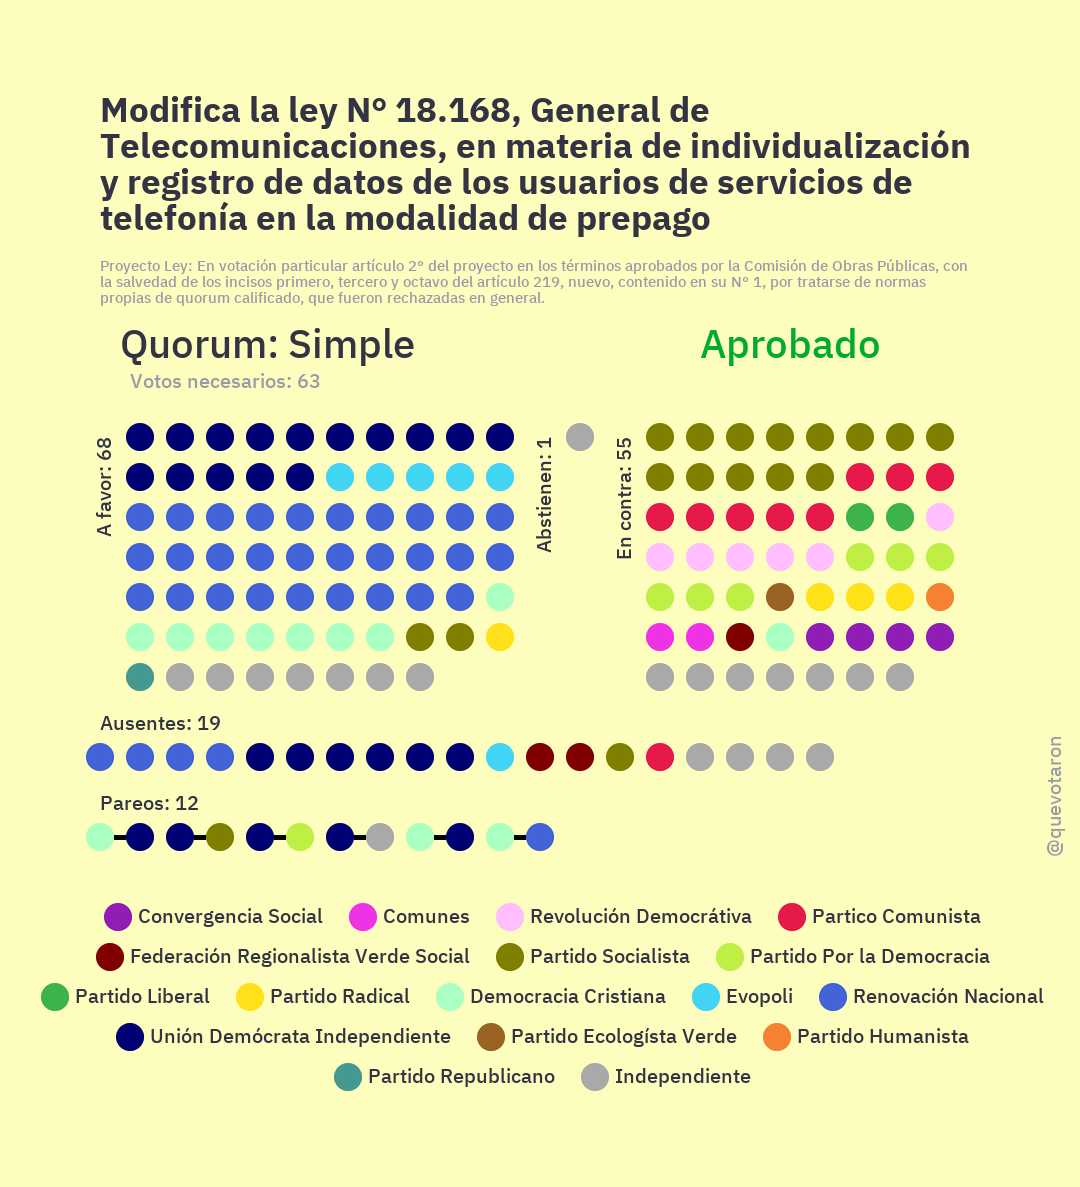 Modifica la ley N° 18.168, General de
Telecomunicaciones, en materia de individualización
y registro de datos de los usuarios de servicios de
telefonía en la modalidad de prepago
Proyecto Ley: En votación particular artículo 2° del proyecto en los términos aprobados por la Comisión de Obras Públicas, con
la salvedad de los incisos primero, tercero y octavo del artículo 219, nuevo, contenido en su N° 1, por tratarse de normas
propias de quorum calificado, que fueron rechazadas en general.
Quorum: Simple
Aprobado
Votos necesarios: 63
A favor: 68
Abstienen: 1
En contra: 55
Ausentes: 19
Pareos: 12
@quevotaron
Convergencia Social
Comunes
Revolución Democrátiva
Partico Comunista
Federación Regionalista Verde Social
Partido Socialista
Partido Por la Democracia
Partido Liberal
Partido Radical
Democracia Cristiana
Evopoli
Renovación Nacional
Unión Demócrata Independiente
Partido Ecologísta Verde
Partido Humanista
Partido Republicano
Independiente